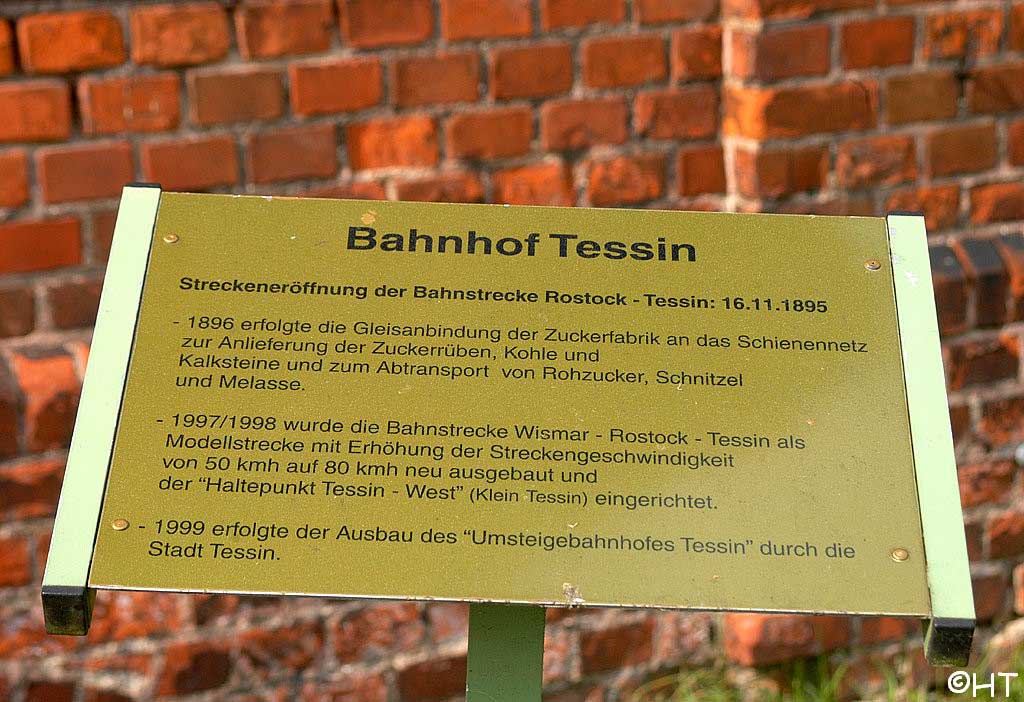 Bahnhof Tessin
Streckeneröffnung der Bahnstrecke Rostock - Tessin: 16.11.1895
- 1896 erfolgte die Gleisanbindung der Zuckerfabrik an das Schienennetz
zur Anlieferung der Zuckerrüben, Kohle und
Kalksteine und zum Abtransport von Rohzucker, Schnitzel
und Melasse.
- 1997/1998 wurde die Bahnstrecke Wismar - Rostock - Tessin als
Modellstrecke mit Erhöhung der Streckengeschwindigkeit
von 50 kmh auf 80 kmh neu ausgebaut und
der “Haltepunkt Tessin - West” (Klein Tessin) eingerichtet.
- 1999 erfolgte der Ausbau des “Umsteigebahnhofes Tessin” durch die
Stadt Tessin.
©HT